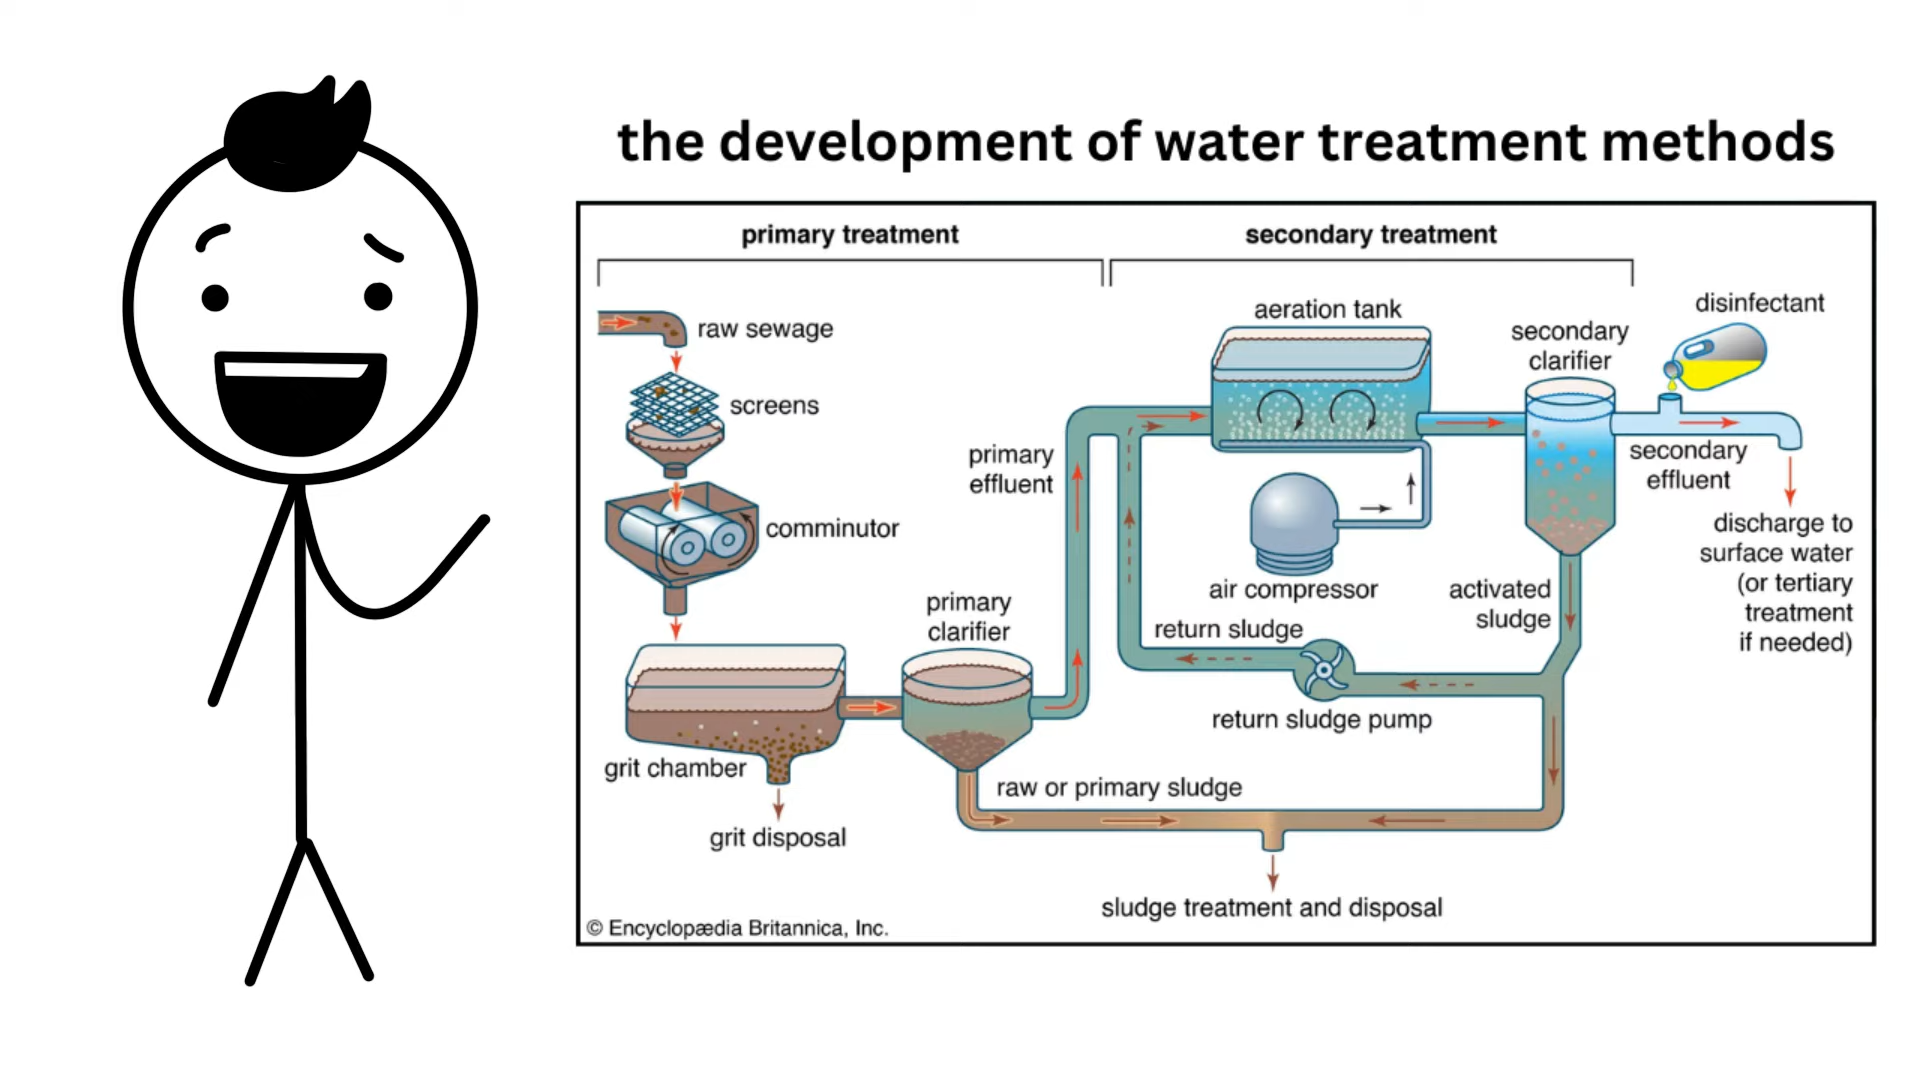 the development of water treatment methods
primary treatment
secondary treatment
raw sewage
screens
comminutor
grit chamber
grit disposal
primary
clarifier
raw or primary sludge
primary
effluent
aeration tank
air compressor
return sludge
return sludge pump
secondary
clarifier
activated
sludge
disinfectant
secondary
effluent
discharge to
surface water
(or tertiary
treatment
if needed)
sludge treatment and disposal
© Encyclopædia Britannica, Inc.